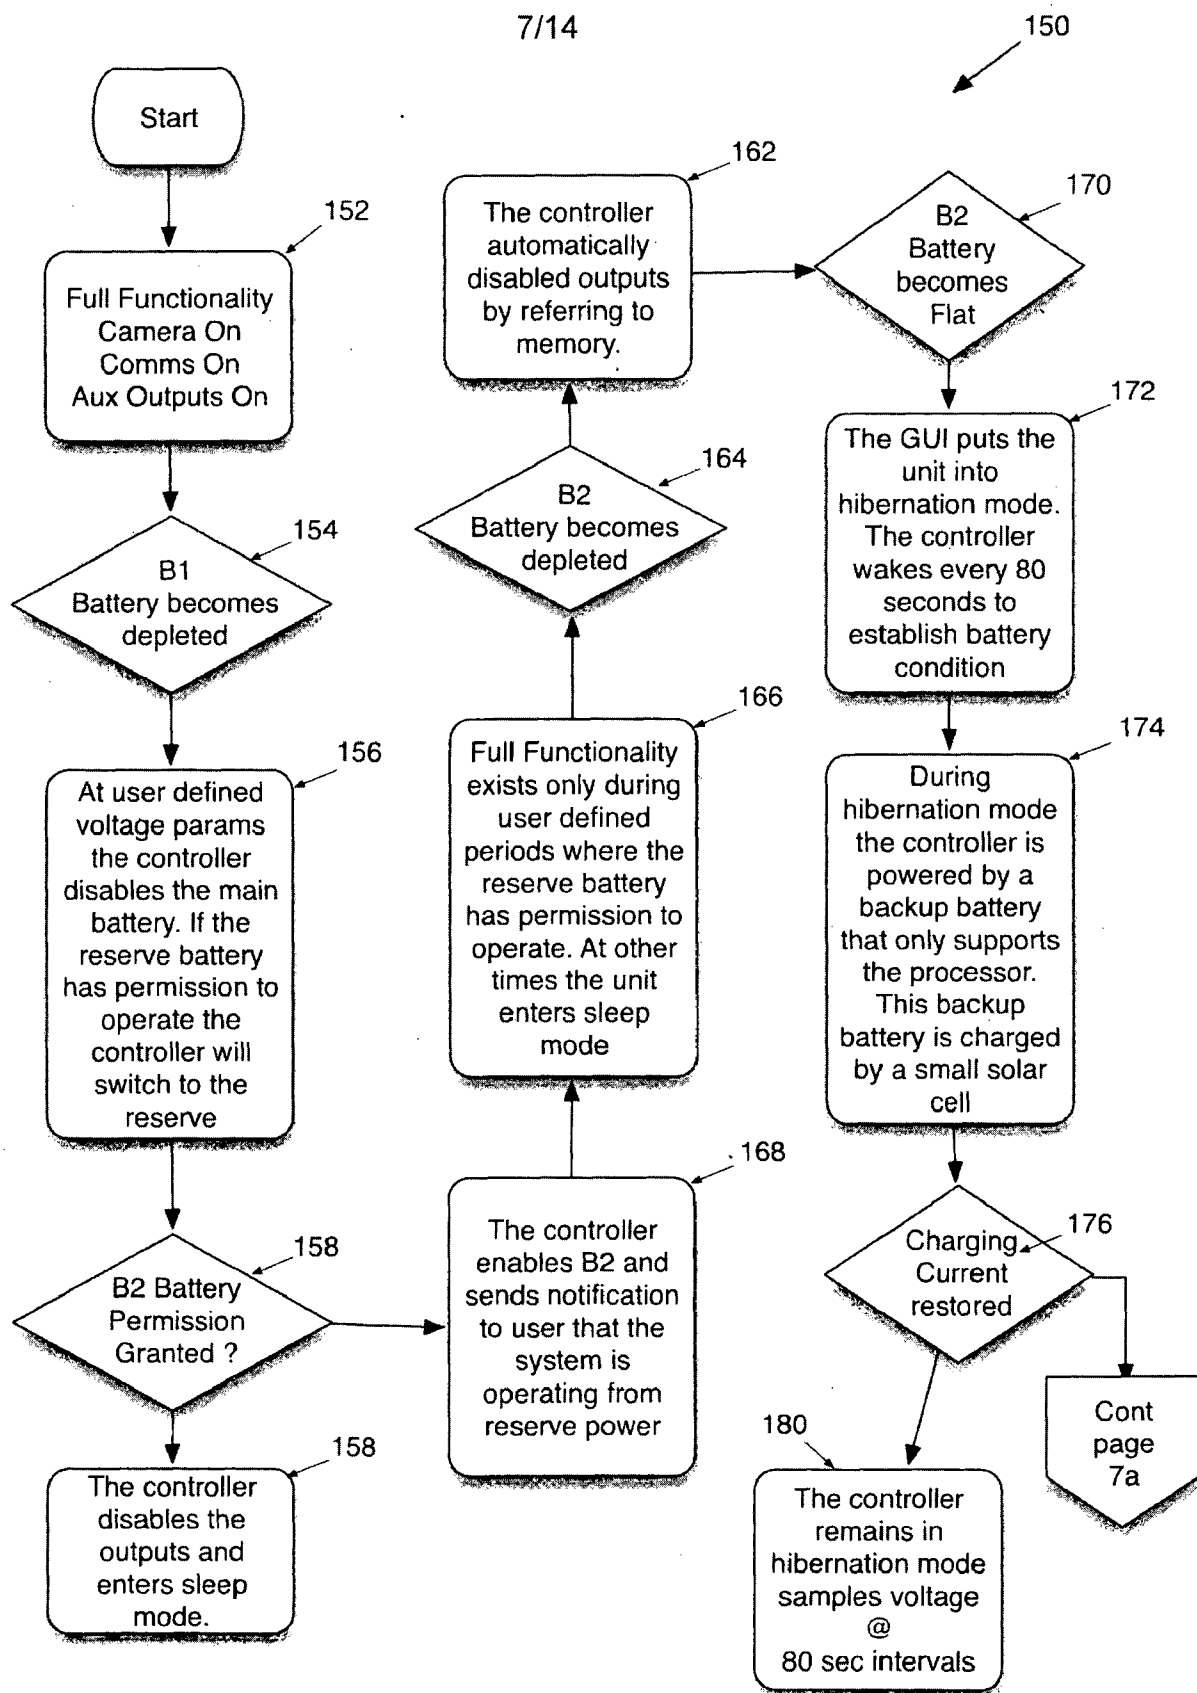 7/14
150
Start
152
Full Functionality
Camera On
Comms On
Aux Outputs On
154
B1
Battery becomes
depleted
156
At user defined
voltage params
the controller
disables the main
battery. If the
reserve battery
has permission to
operate the
controller will
switch to the
reserve
158
B2 Battery
Permission
Granted ?
158
The controller
disables the
outputs and
enters sleep
mode.
162
The controller
automatically
disabled outputs
by referring to
memory.
164
B2
Battery becomes
depleted
166
Full Functionality
exists only during
user defined
periods where the
reserve battery
has permission to
operate. At other
times the unit
enters sleep
mode
168
The controller
enables B2 and
sends notification
to user that the
system is
operating from
reserve power
170
B2
Battery
becomes
Flat
172
The GUI puts the
unit into
hibernation mode.
The controller
wakes every 80
seconds to
establish battery
condition
174
During
hibernation mode
the controller is
powered by a
backup battery
that only supports
the processor.
This backup
battery is charged
by a small solar
cell
176
Charging
Current
restored
Cont
page
7a
180
The controller
remains in
hibernation mode
samples voltage
@
80 sec intervals